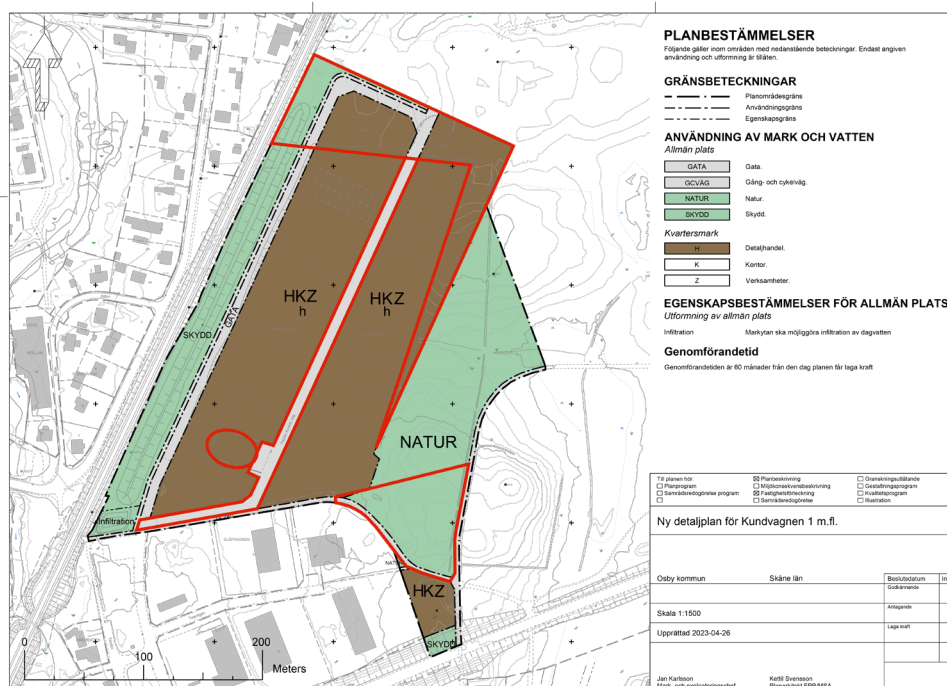 PLANBESTÄMMELSER
Följande gäller inom områden med nedanstående beteckningar. Endast angiven
användning och utformning är tillåten.
GRÄNSBETECKNINGAR
Planområdesgräns
Användningsgräns
Egenskapsgräns
ANVÄNDNING AV MARK OCH VATTEN
Allmän plats
GATA Gata.
GCVÄG Gång- och cykelväg.
NATUR Natur.
SKYDD Skydd.
Kvartersmark
H Detaljhandel.
K Kontor.
Z Verksamheter.
EGENSKAPSBESTÄMMELSER FÖR ALLMÄN PLATS
Utformning av allmän plats
Infiltration Markytan ska möjliggöra infiltration av dagvatten
Genomförandetid
Genomförandetiden är 60 månader från den dag planen får laga kraft
HKZ
h
HKZ
h
GATA
SKYDD
NATUR
Infiltration
HKZ
SKYDD
0 100 200
Meters
Till planen hör:
Planprogram
Samrådsredogörelse program
Planbeskrivning
Miljökonsekvensbeskrivning
Fastighetsförteckning
Samrådsredogörelse
Granskningsutlåtande
Gestaltningsprogram
Kvalitetsprogram
Illustration
Ny detaljplan för Kundvagnen 1 m.fl.
Osby kommun Skåne län
Beslutsdatum
Godkännande
Antagande
Laga kraft
Skala 1:1500
Upprättad 2023-04-26
Jan Karlsson Kettil Svensson